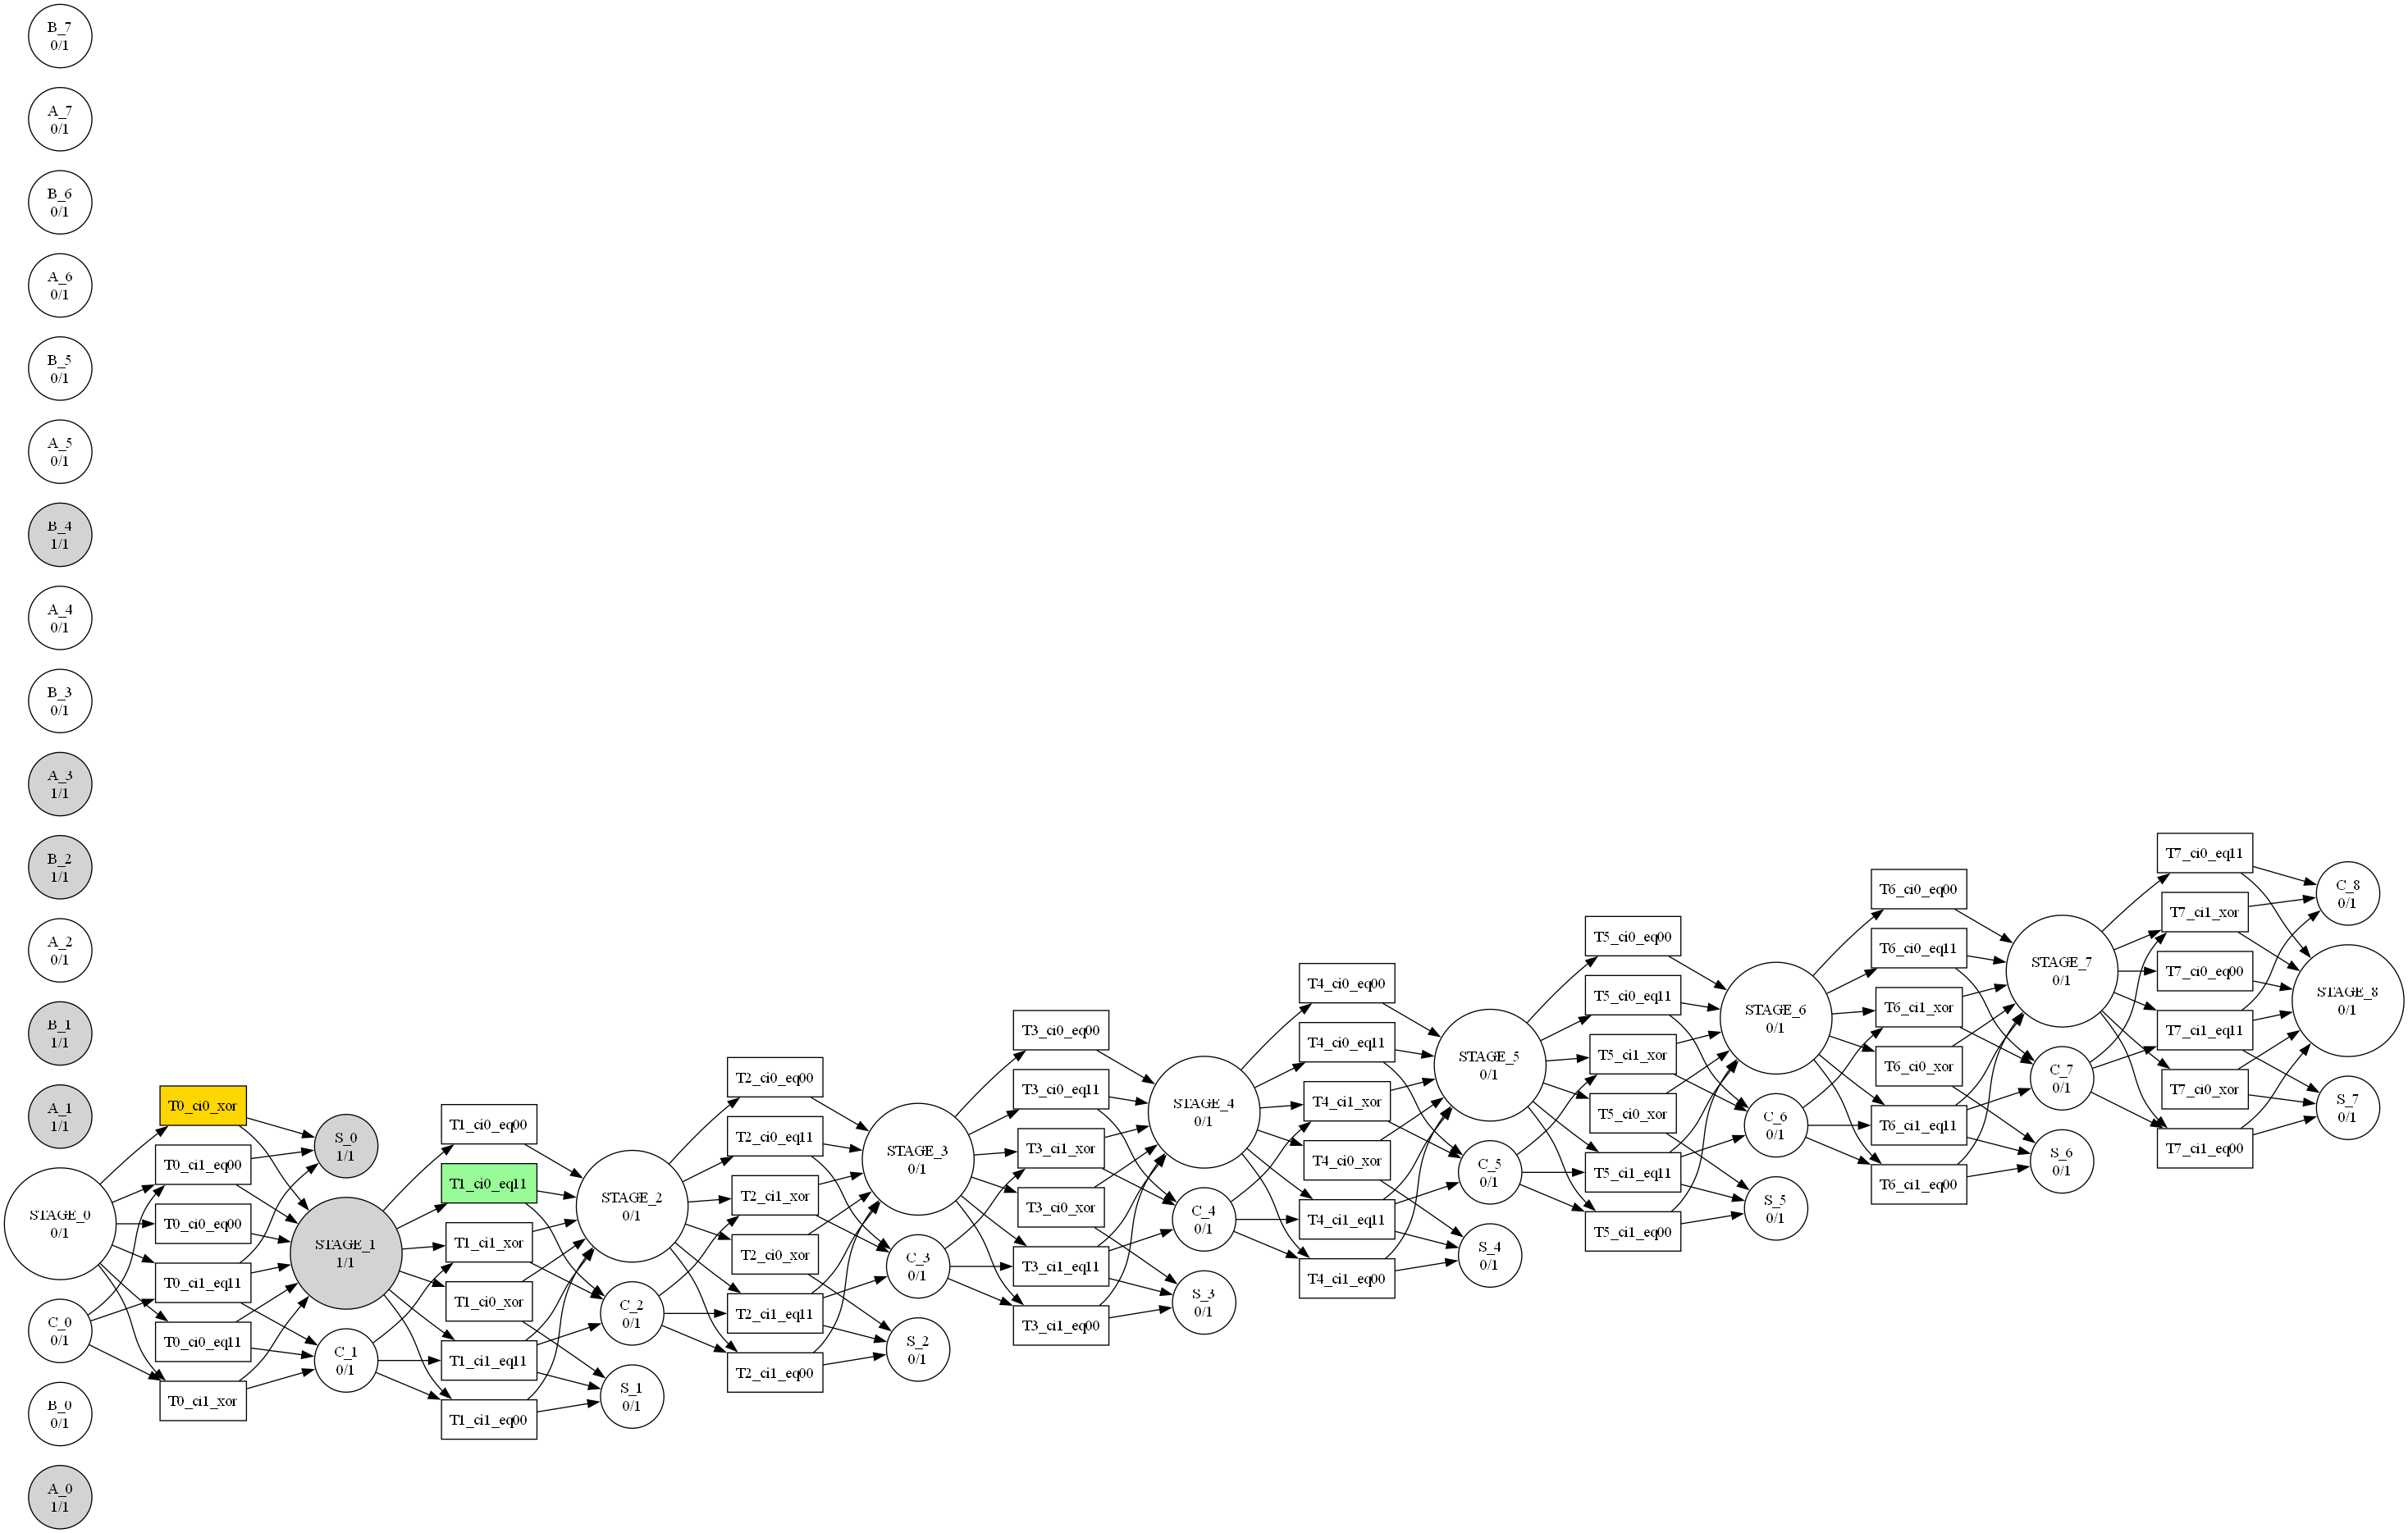 B_7
0/1
A_7
0/1
B_6
0/1
A_6
0/1
B_5
0/1
A_5
0/1
B_4
1/1
A_4
0/1
B_3
0/1
A_3
1/1
B_2
1/1
A_2
0/1
B_1
1/1
A_1
1/1
STAGE_0
0/1
C_0
0/1
B_0
0/1
A_0
1/1
T0_ci0_xor
T0_ci1_eq00
T0_ci0_eq00
T0_ci1_eq11
T0_ci0_eq11
T0_ci1_xor
S_0
1/1
STAGE_1
1/1
C_1
0/1
T1_ci0_eq00
T1_ci0_eq11
T1_ci1_xor
T1_ci0_xor
T1_ci1_eq11
T1_ci1_eq00
STAGE_2
0/1
C_2
0/1
S_1
0/1
T2_ci0_eq00
T2_ci0_eq11
T2_ci1_xor
T2_ci0_xor
T2_ci1_eq11
T2_ci1_eq00
STAGE_3
0/1
C_3
0/1
S_2
0/1
T3_ci0_eq00
T3_ci0_eq11
T3_ci1_xor
T3_ci0_xor
T3_ci1_eq11
T3_ci1_eq00
STAGE_4
0/1
C_4
0/1
S_3
0/1
T4_ci0_eq00
T4_ci0_eq11
T4_ci1_xor
T4_ci0_xor
T4_ci1_eq11
T4_ci1_eq00
STAGE_5
0/1
C_5
0/1
S_4
0/1
T5_ci0_eq00
T5_ci0_eq11
T5_ci1_xor
T5_ci0_xor
T5_ci1_eq11
T5_ci1_eq00
STAGE_6
0/1
C_6
0/1
S_5
0/1
T6_ci0_eq00
T6_ci0_eq11
T6_ci1_xor
T6_ci0_xor
T6_ci1_eq11
T6_ci1_eq00
STAGE_7
0/1
C_7
0/1
S_6
0/1
T7_ci0_eq11
T7_ci1_xor
T7_ci0_eq00
T7_ci1_eq11
T7_ci0_xor
T7_ci1_eq00
C_8
0/1
STAGE_8
0/1
S_7
0/1